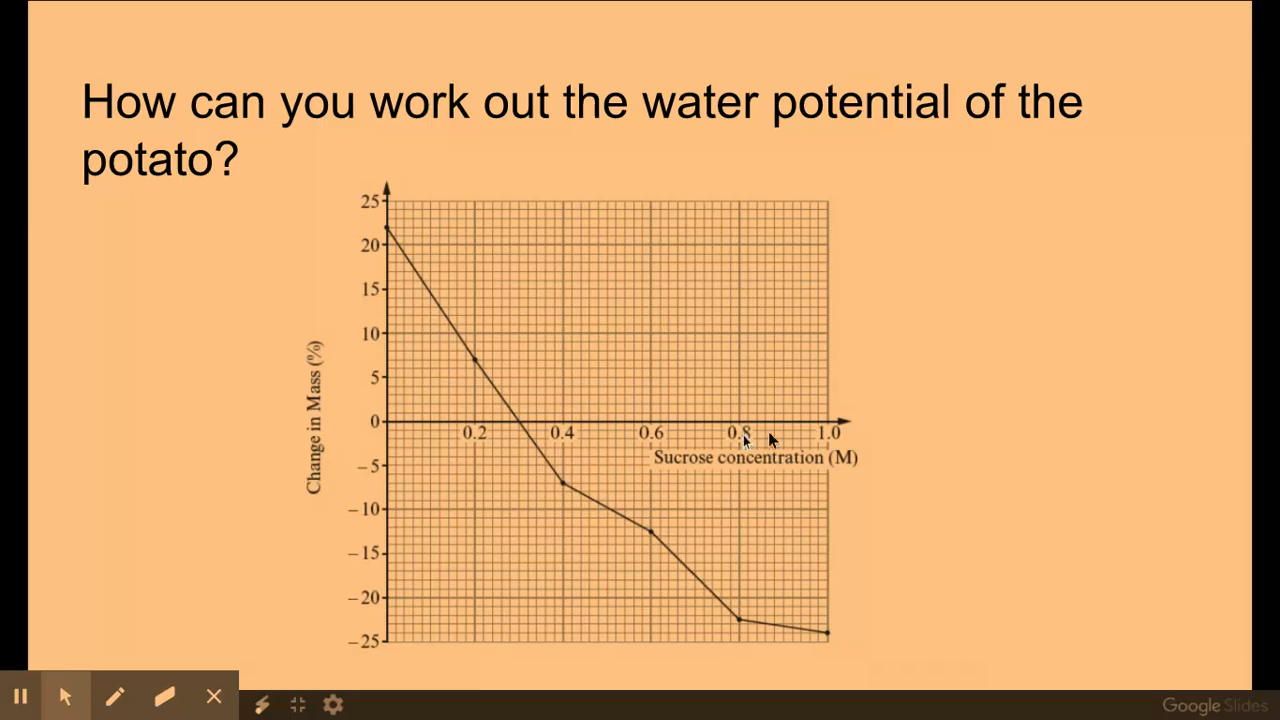 How can you work out the water potential of the
potato?
25
20
15
10
5
0
−5
−10
−15
−20
−25
Change in Mass (%)
0.2 0.4 0.6 0.8 1.0
Sucrose concentration (M)
Google Slides